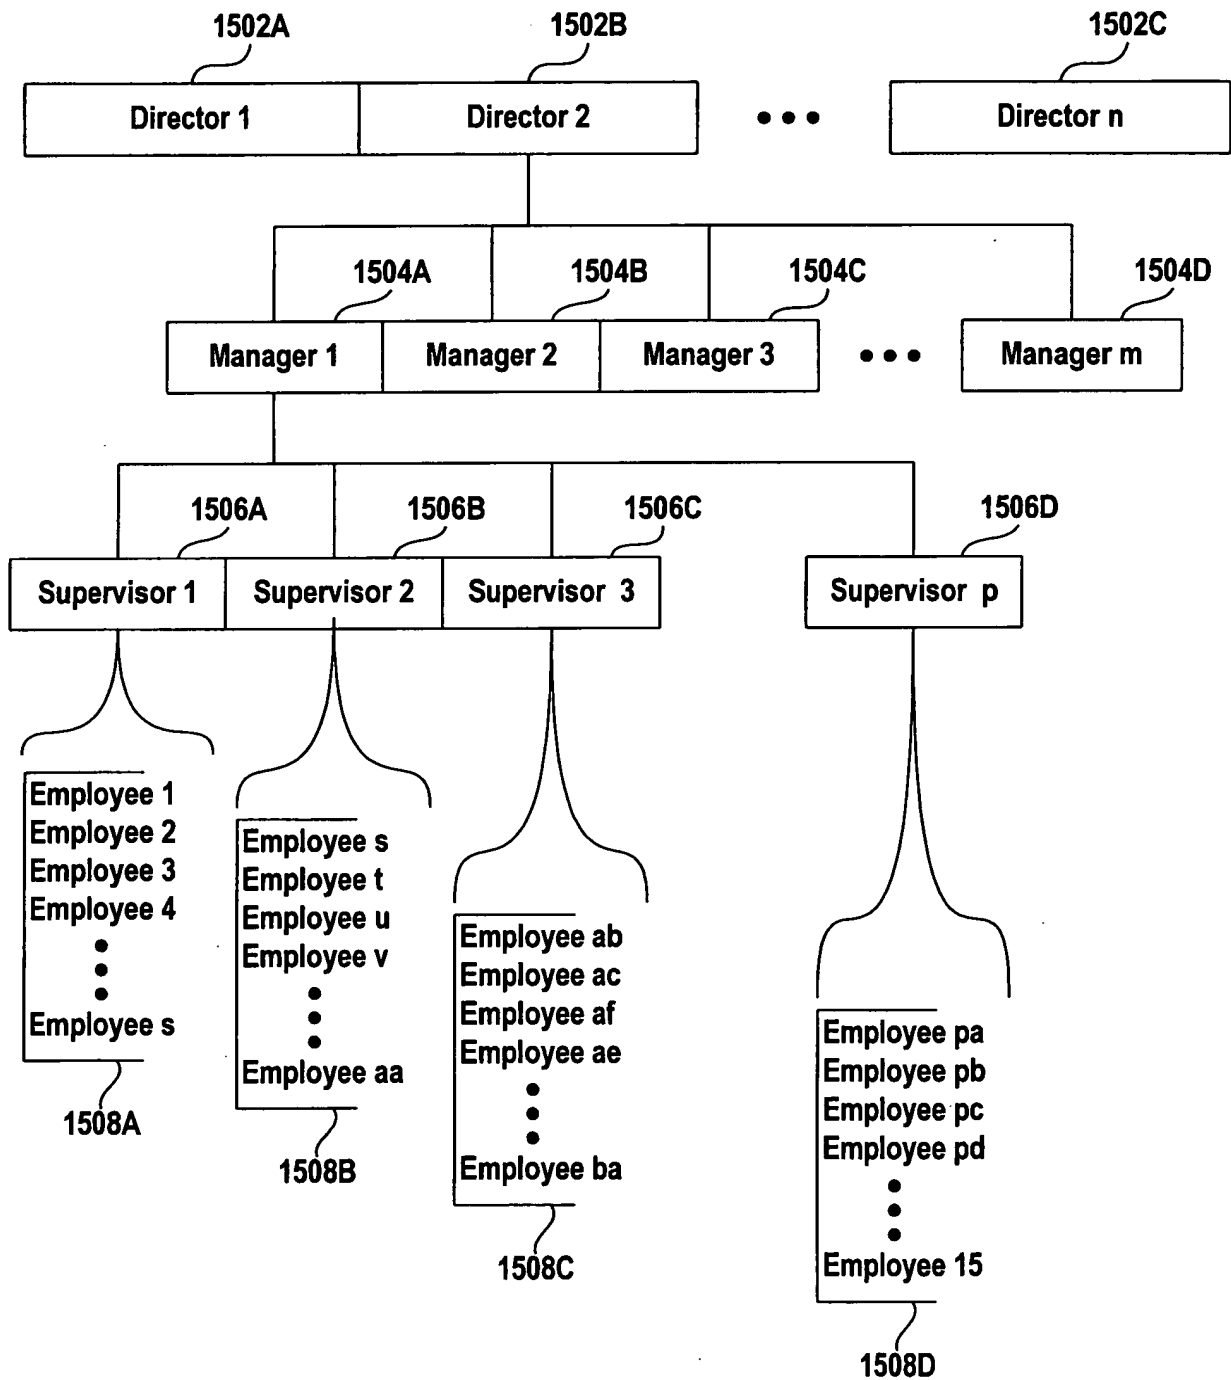 1502A
1502B
1502C
Director 1
Director 2
Director n
1504A
1504B
1504C
1504D
Manager 1
Manager 2
Manager 3
Manager m
1506A
1506B
1506C
1506D
Supervisor 1
Supervisor 2
Supervisor 3
Supervisor p
Employee 1
Employee 2
Employee 3
Employee 4
Employee s
1508A
Employee s
Employee t
Employee u
Employee v
Employee aa
1508B
Employee ab
Employee ac
Employee af
Employee ae
Employee ba
1508C
Employee pa
Employee pb
Employee pc
Employee pd
Employee 15
1508D